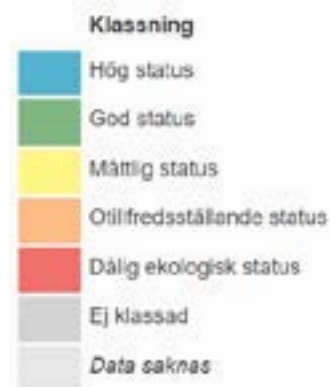 Klassning
Hög status
God status
Måttlig status
Otillfredsställande status
Dålig ekologisk status
Ej klassad
Data saknas